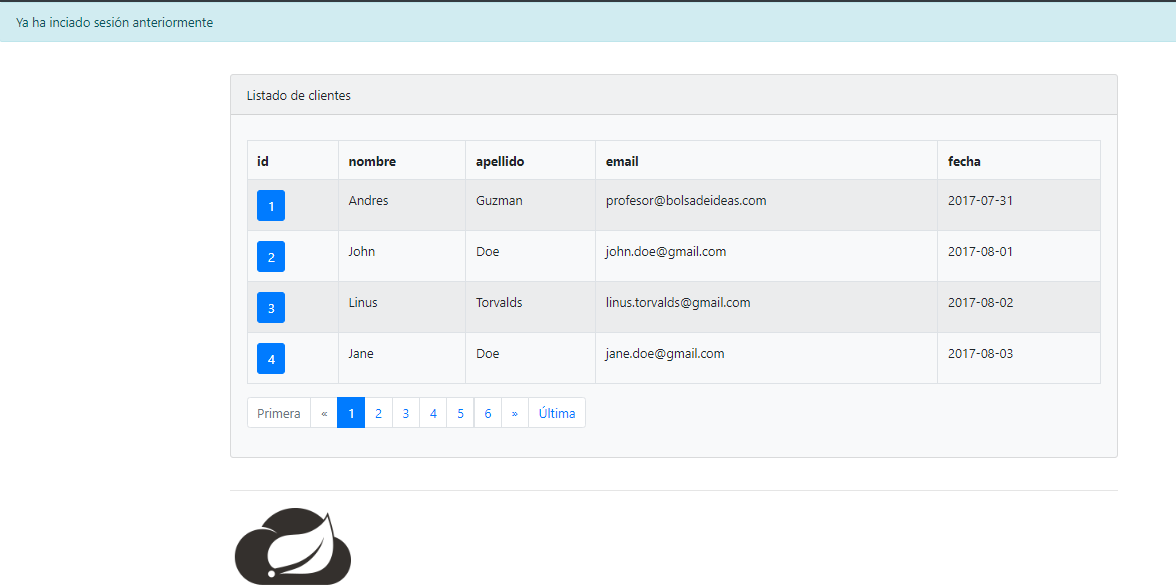 Ya ha inciado sesión anteriormente
Listado de clientes
id nombre apellido email fecha
1 Andres Guzman profesor@bolsadeideas.com 2017-07-31
2 John Doe john.doe@gmail.com 2017-08-01
3 Linus Torvalds linus.torvalds@gmail.com 2017-08-02
4 Jane Doe jane.doe@gmail.com 2017-08-03
Primera « 1 2 3 4 5 6 » Última